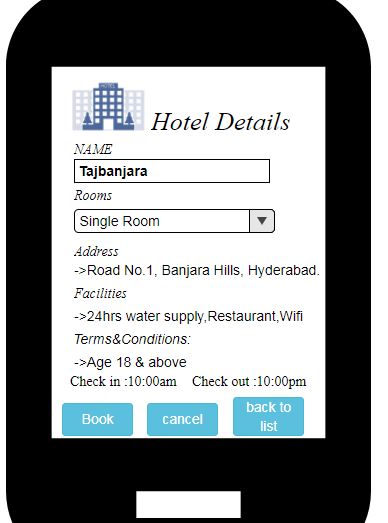 Hotel Details
NAME
Tajbanjara
Rooms
Single Room
Address
->Road No.1, Banjara Hills, Hyderabad.
Facilities
->24hrs water supply,Restaurant,Wifi
Terms&Conditions:
->Age 18 & above
Check in :10:00am Check out :10:00pm
Book
cancel
back to
list